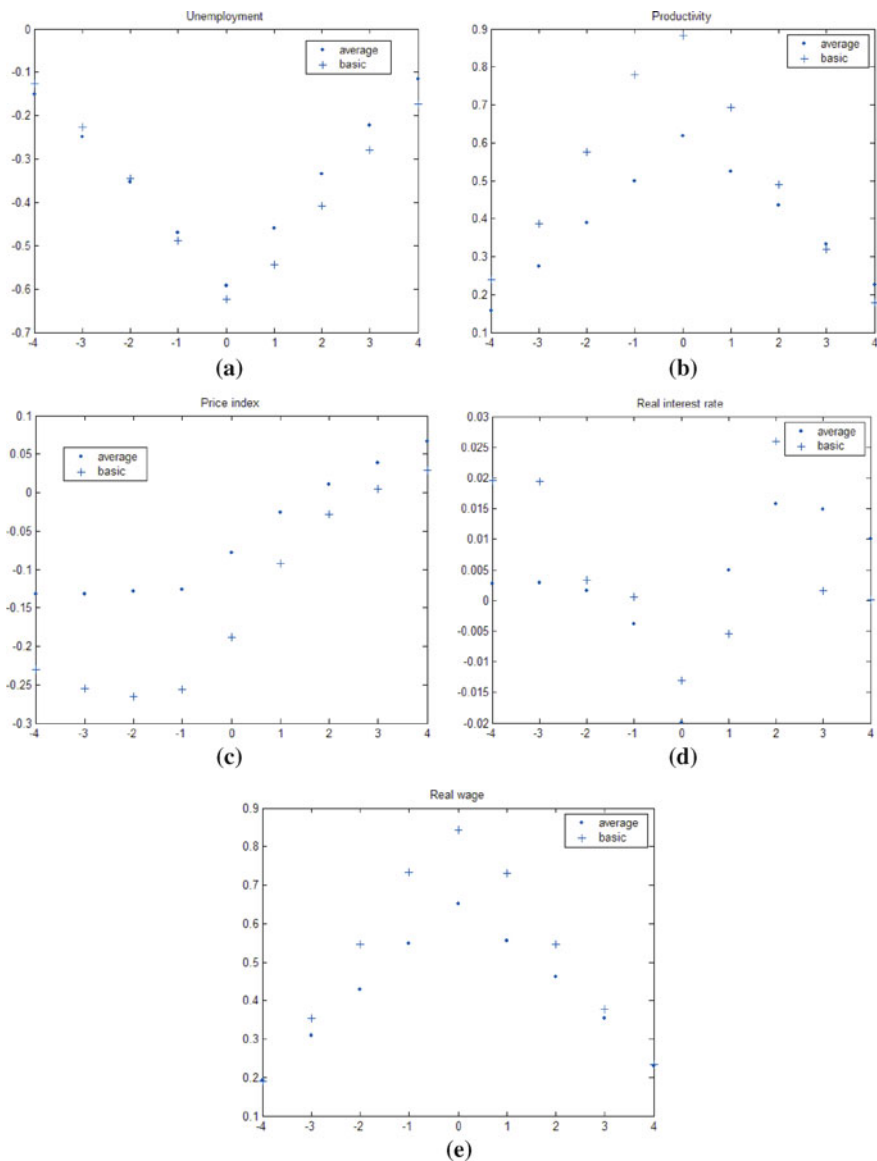 Unemployment
0
-0.1
-0.2
-0.3
-0.4
-0.5
-0.6
-0.7
average
basic
-4 -3 -2 -1 0 1 2 3 4
(a)
Productivity
0.9
0.8
0.7
0.6
0.5
0.4
0.3
0.2
0.1
average
basic
-4 -3 -2 -1 0 1 2 3 4
(b)
Price index
0.1
0.05
0
-0.05
-0.1
-0.15
-0.2
-0.25
-0.3
average
basic
-4 -3 -2 -1 0 1 2 3 4
(c)
Real interest rate
0.03
0.025
0.02
0.015
0.01
0.005
0
-0.005
-0.01
-0.015
-0.02
average
basic
-4 -3 -2 -1 0 1 2 3 4
(d)
Real wage
0.9
0.8
0.7
0.6
0.5
0.4
0.3
0.2
0.1
average
basic
-4 -3 -2 -1 0 1 2 3 4
(e)